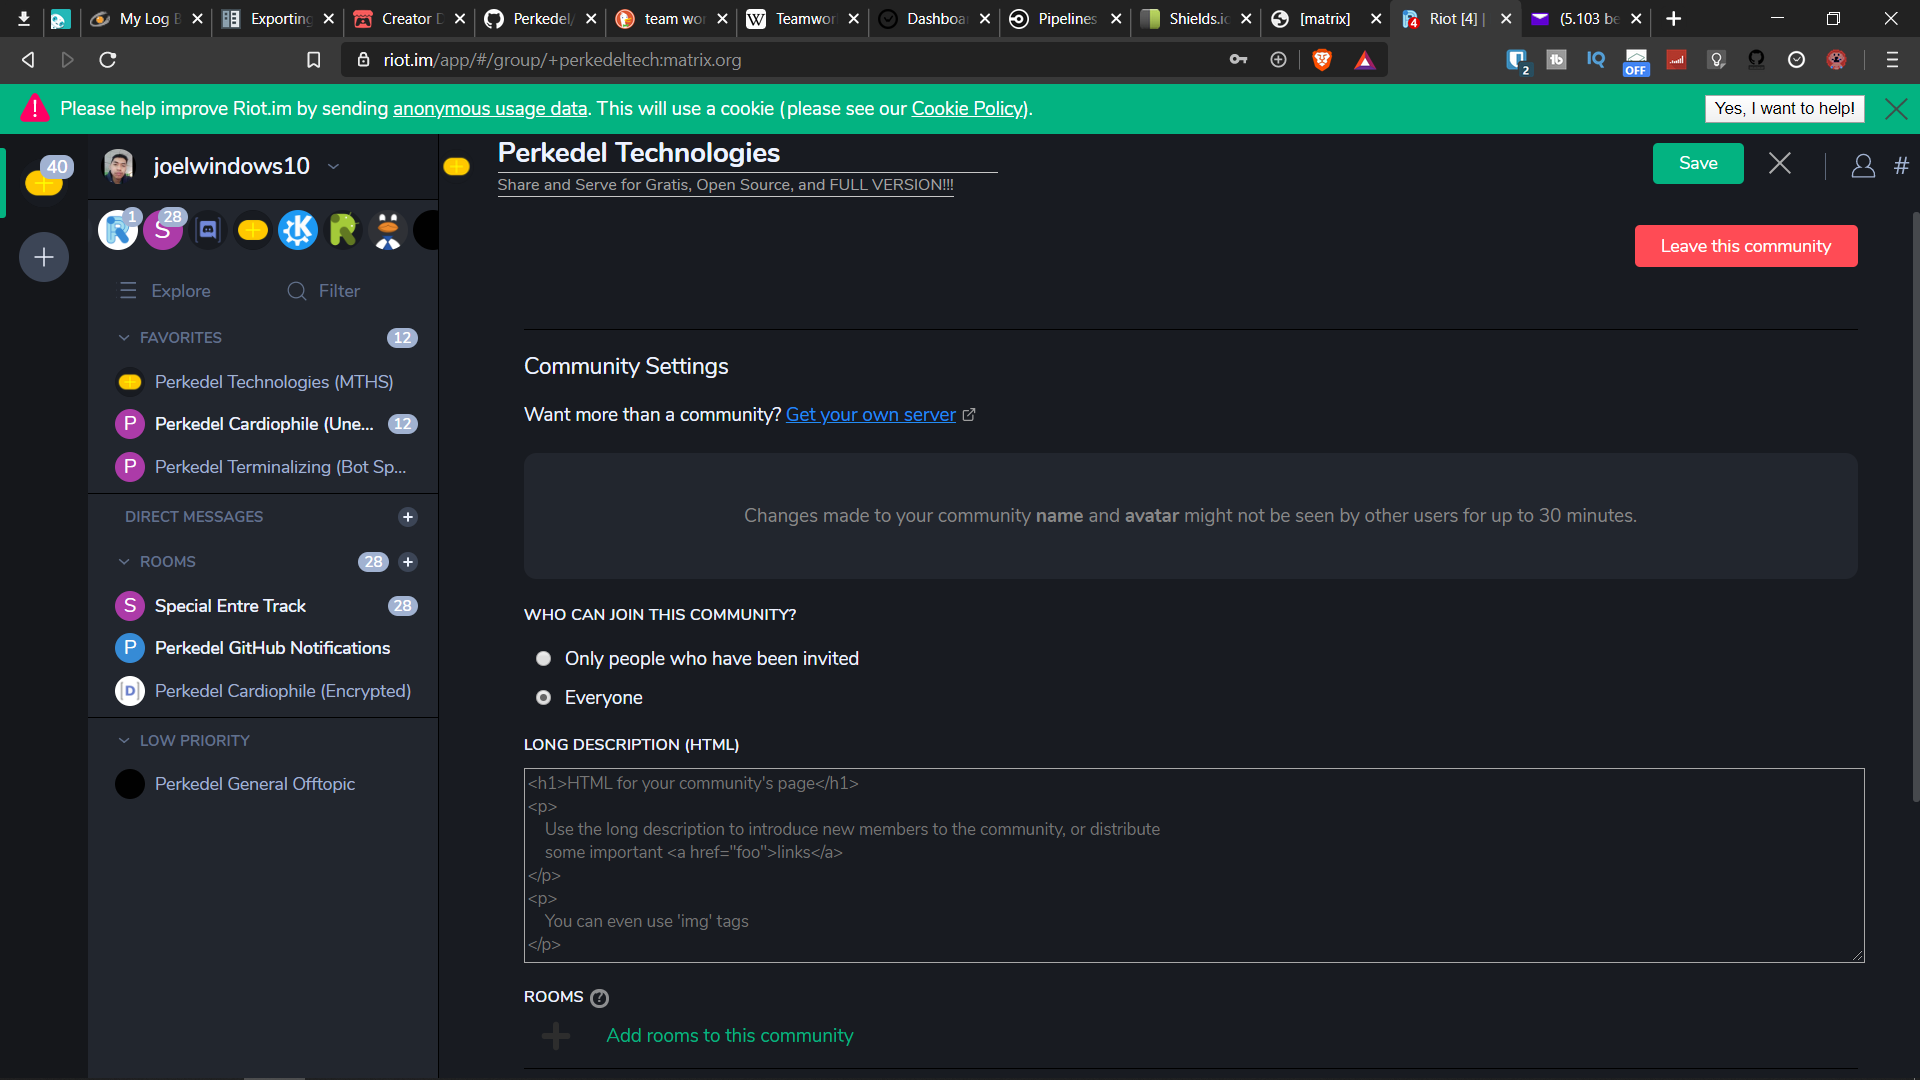 My Log B
Exporting
Creator D
Perkedel/
team wor
Teamwor
Dashboar
Pipelines
Shields.io
[matrix]
Riot [4] |
(5.103 be
riot.im/app/#/group/+perkedeltech:matrix.org
2
tb
IQ
OFF
Please help improve Riot.im by sending anonymous usage data. This will use a cookie (please see our Cookie Policy).
Yes, I want to help!
40
joelwindows10
Perkedel Technologies
Share and Serve for Gratis, Open Source, and FULL VERSION!!!
Save
#
1
S 28
Leave this community
Explore
Filter
FAVORITES 12
Perkedel Technologies (MTHS)
P Perkedel Cardiophile (Une... 12
P Perkedel Terminalizing (Bot Sp...
DIRECT MESSAGES +
ROOMS 28 +
S Special Entre Track 28
P Perkedel GitHub Notifications
[D] Perkedel Cardiophile (Encrypted)
LOW PRIORITY
Perkedel General Offtopic
Community Settings
Want more than a community? Get your own server
Changes made to your community name and avatar might not be seen by other users for up to 30 minutes.
WHO CAN JOIN THIS COMMUNITY?
Only people who have been invited
Everyone
LONG DESCRIPTION (HTML)
<h1>HTML for your community's page</h1>
<p>
Use the long description to introduce new members to the community, or distribute
some important <a href="foo">links</a>
</p>
<p>
You can even use 'img' tags
</p>
ROOMS ?
Add rooms to this community